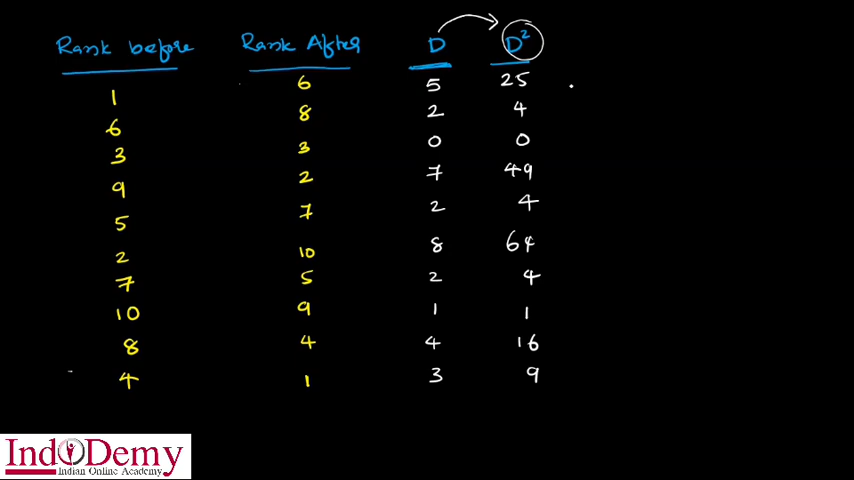 Rank before Rank After D D²
1 6 5 25
6 8 2 4
3 3 0 0
9 2 7 49
5 7 2 4
2 10 8 64
7 5 2 4
10 9 1 1
8 4 4 16
4 1 3 9
IndoDemy
Indian Online Academy